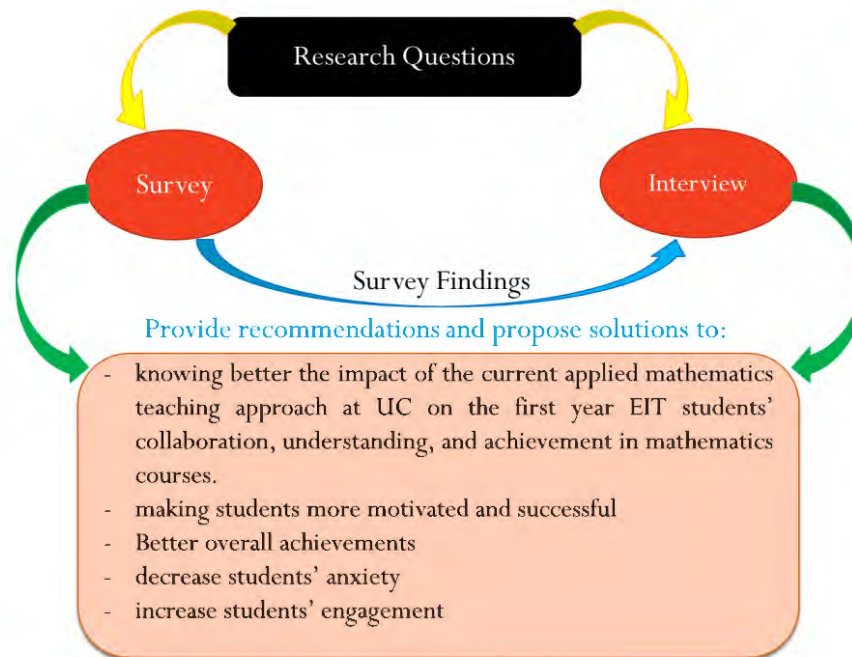 Research Questions
Survey
Interview
Survey Findings
Provide recommendations and propose solutions to:
- knowing better the impact of the current applied mathematics
teaching approach at UC on the first year EIT students’
collaboration, understanding, and achievement in mathematics
courses.
- making students more motivated and successful
- Better overall achievements
- decrease students’ anxiety
- increase students’ engagement